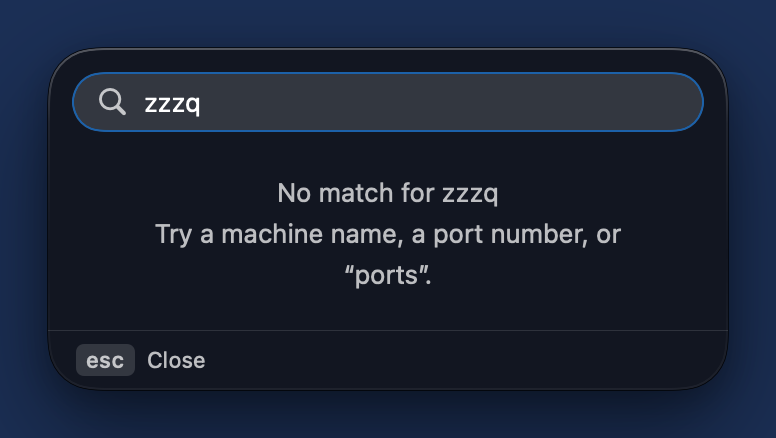 zzzq
No match for zzzq
Try a machine name, a port number, or
“ports”.
esc Close